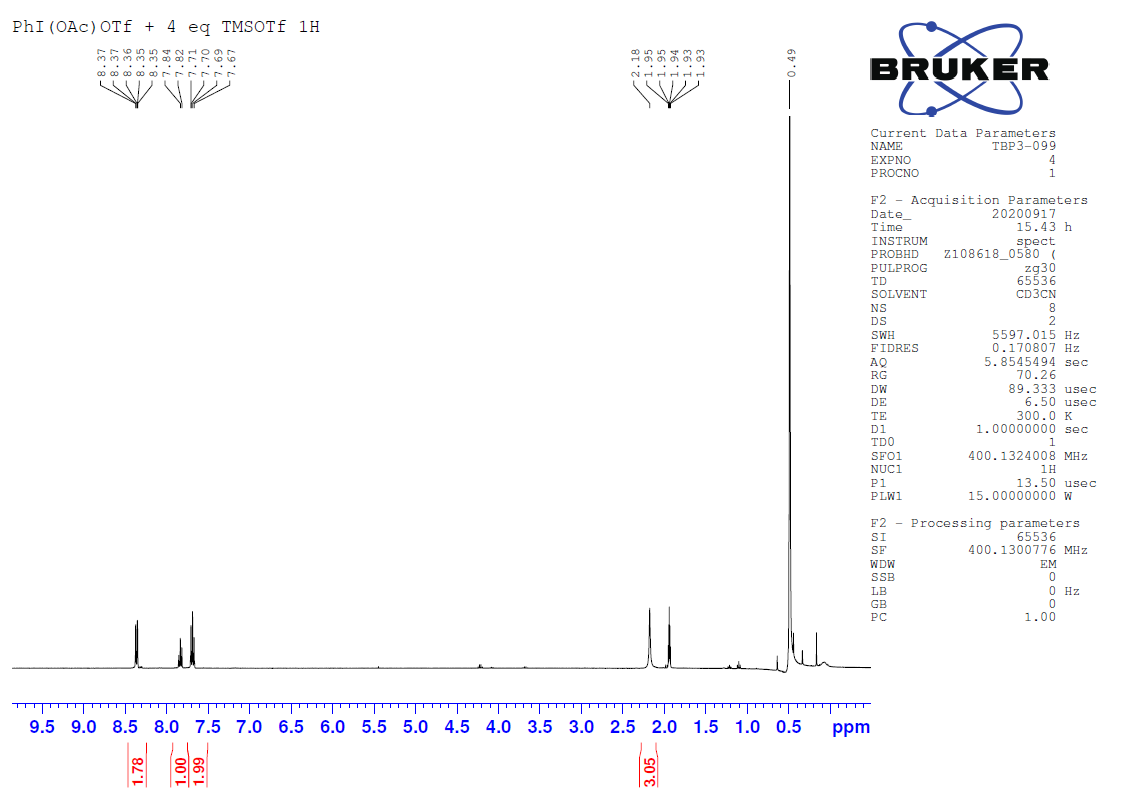 PhI(OAc)OTf + 4 eq TMSOTf 1H
8.37
8.37
8.36
8.35
8.35
7.84
7.82
7.71
7.70
7.69
7.67
2.18
1.95
1.95
1.94
1.93
1.93
0.49
BRUKER
Current Data Parameters
NAME TBP3-099
EXPNO 4
PROCNO 1
F2 - Acquisition Parameters
Date_ 20200917
Time 15.43 h
INSTRUM spect
PROBHD Z108618_0580 (
PULPROG zg30
TD 65536
SOLVENT CD3CN
NS 8
DS 2
SWH 5597.015 Hz
FIDRES 0.170807 Hz
AQ 5.8545494 sec
RG 70.26
DW 89.333 usec
DE 6.50 usec
TE 300.0 K
D1 1.00000000 sec
TD0 1
SFO1 400.1324008 MHz
NUC1 1H
P1 13.50 usec
PLW1 15.00000000 W
F2 - Processing parameters
SI 65536
SF 400.1300776 MHz
WDW EM
SSB 0
LB 0 Hz
GB 0
PC 1.00
9.5 9.0 8.5 8.0 7.5 7.0 6.5 6.0 5.5 5.0 4.5 4.0 3.5 3.0 2.5 2.0 1.5 1.0 0.5 ppm
1.78
1.00
1.99
3.05